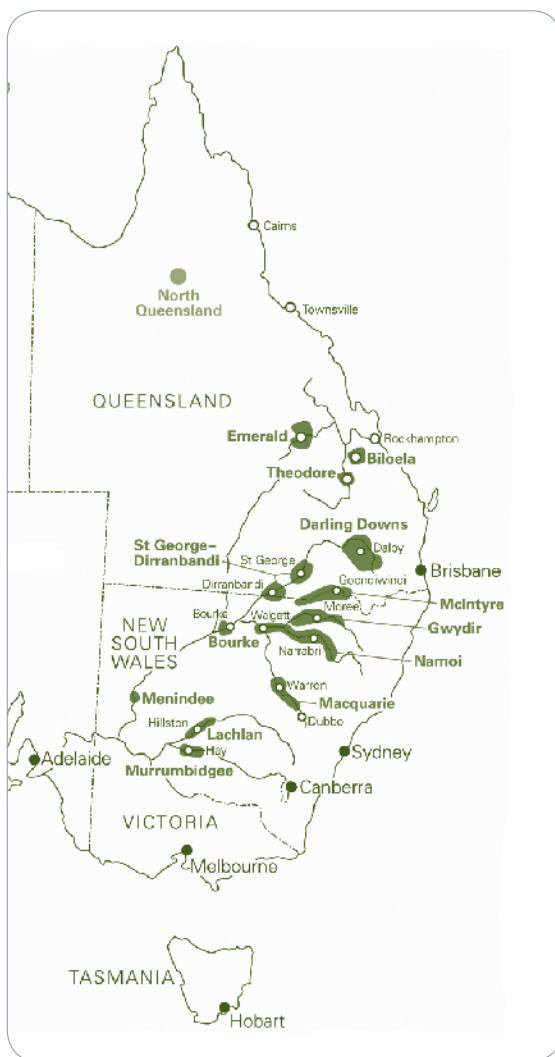 Cairns
North
Queensland
Townsville
QUEENSLAND
Emerald
Rockhampton
Biloela
Theodore
Darling Downs
St George–
Dirranbandi
St George
Dalby
Brisbane
Dirranbandi
Goondiwindi
McIntyre
Moree
Bourke
Walgett
Gwydir
NEW
SOUTH
WALES
Bourke
Narrabri
Namoi
Warren
Menindee
Macquarie
Hillston
Dubbo
Lachlan
Hay
Sydney
Adelaide
Murrumbidgee
Canberra
VICTORIA
Melbourne
TASMANIA
Hobart